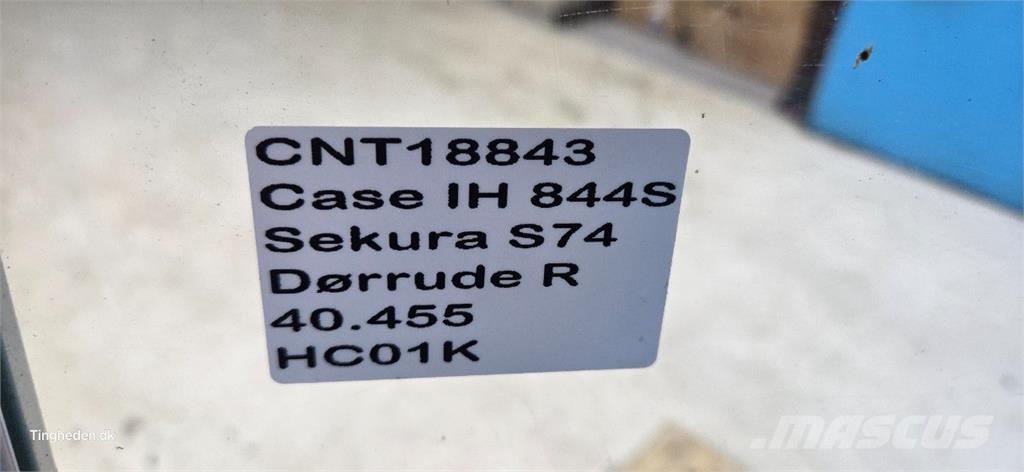 CNT18843
Case IH 844S
Sekura S74
Dørrude R
40.455
HC01K
Tingheden.dk
MASCUS